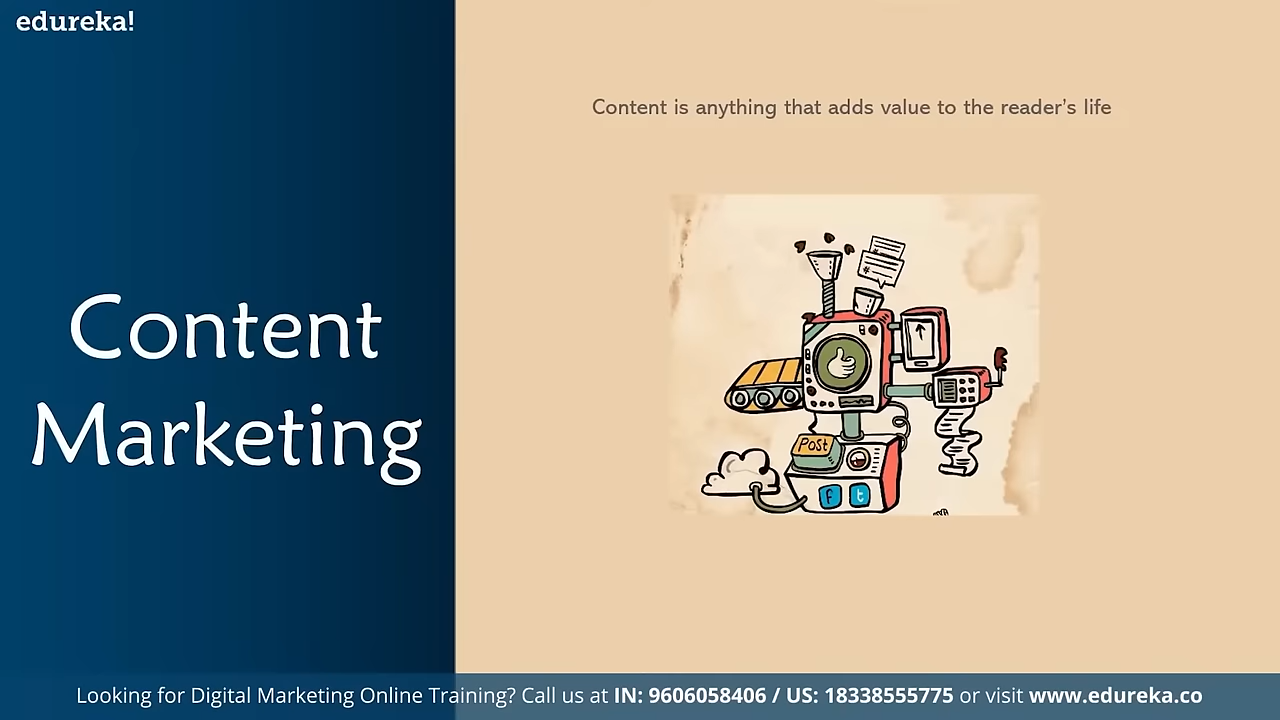 edureka!
Content is anything that adds value to the reader's life
Content
Marketing
#
#
Post
f
t
Looking for Digital Marketing Online Training? Call us at IN: 9606058406 / US: 18338555775 or visit www.edureka.co